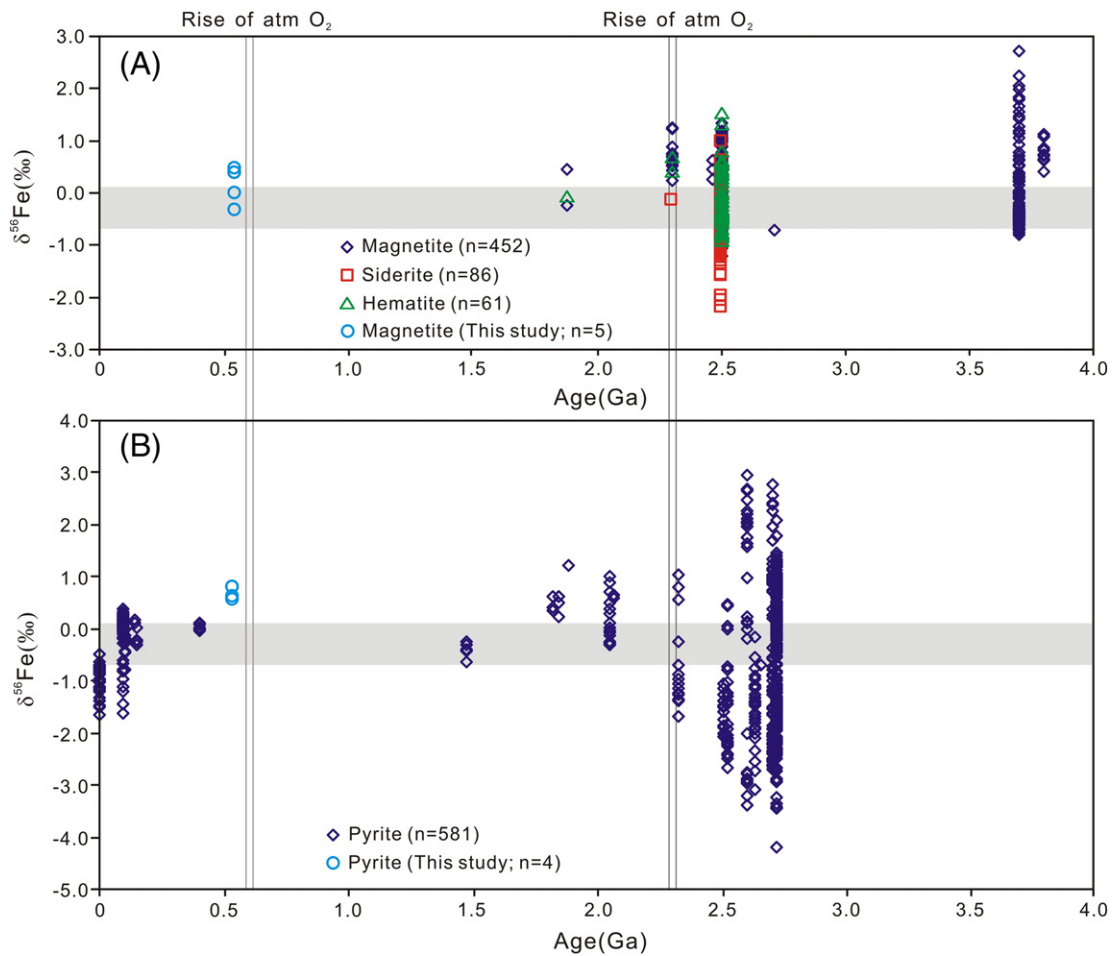 Rise of atm O₂ Rise of atm O₂
(A)
3.0
2.0
1.0
0.0
-1.0
-2.0
-3.0
δ⁵⁶Fe(‰)
Magnetite (n=452)
Siderite (n=86)
Hematite (n=61)
Magnetite (This study; n=5)
0 0.5 1.0 1.5 2.0 2.5 3.0 3.5 4.0
Age(Ga)
(B)
4.0
3.0
2.0
1.0
0.0
-1.0
-2.0
-3.0
-4.0
-5.0
δ⁵⁶Fe(‰)
Pyrite (n=581)
Pyrite (This study; n=4)
0 0.5 1.0 1.5 2.0 2.5 3.0 3.5 4.0
Age(Ga)